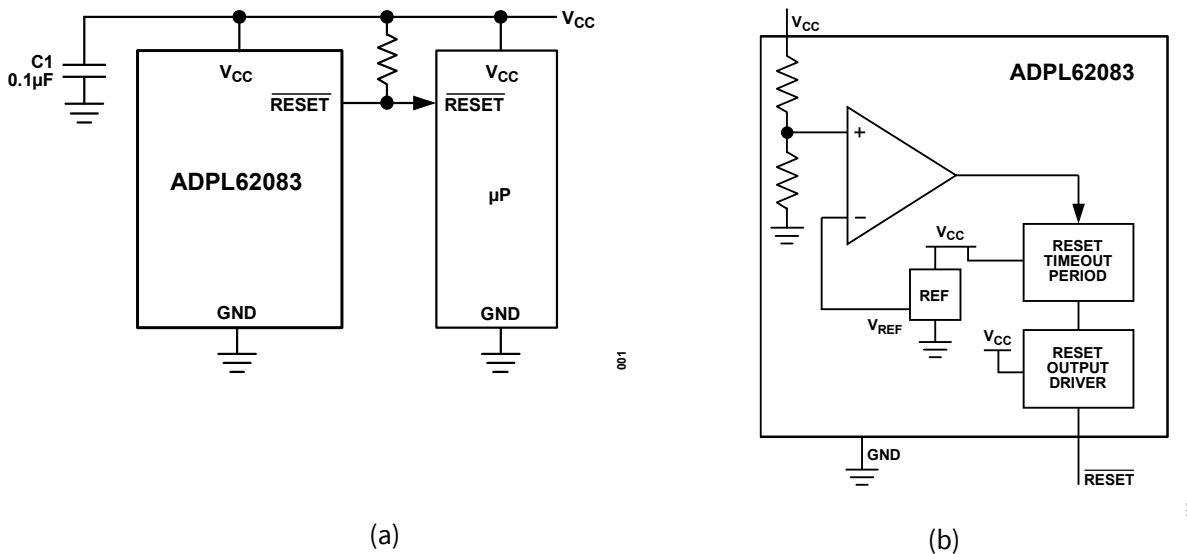 VCC
C1
0.1µF
VCC
RESET
ADPL62083
GND
VCC
RESET
µP
GND
001
(a)
VCC
ADPL62083
+
−
VCC
REF
VREF
RESET
TIMEOUT
PERIOD
VCC
RESET
OUTPUT
DRIVER
GND
RESET
(b)